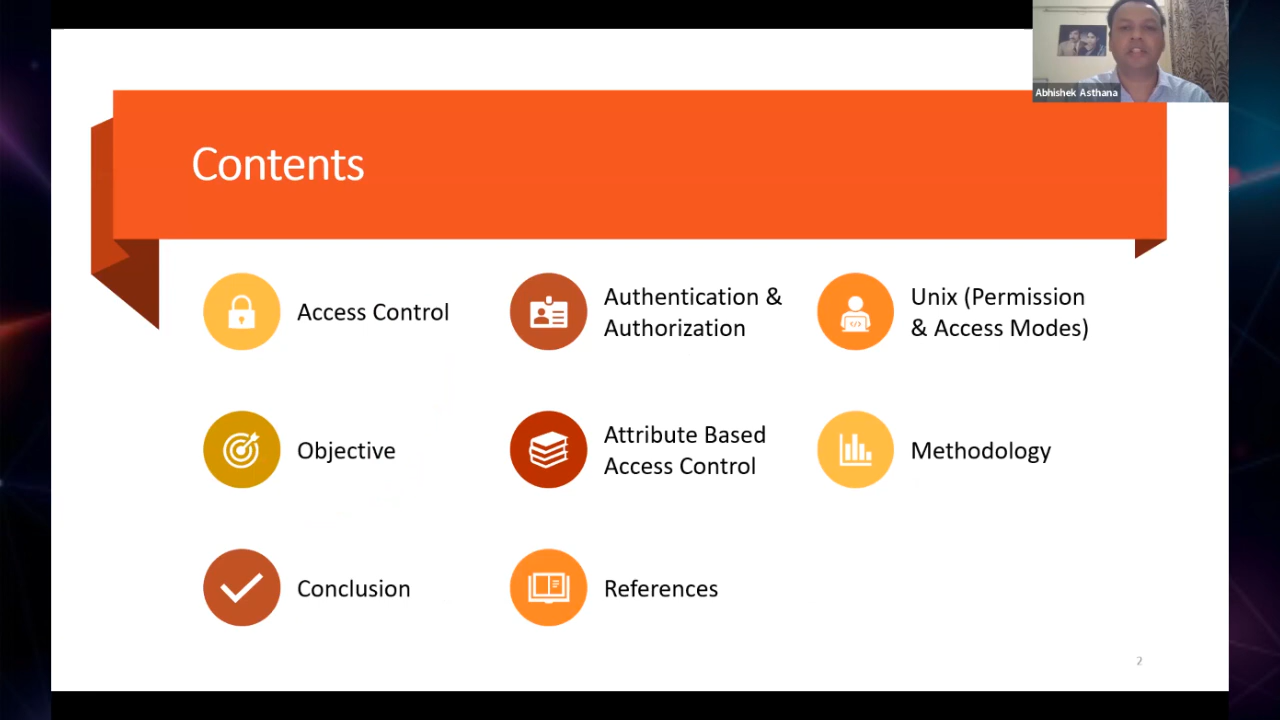 Abhishek Asthana
Contents
Access Control
Authentication &
Authorization
Unix (Permission
& Access Modes)
Objective
Attribute Based
Access Control
Methodology
Conclusion
References
2